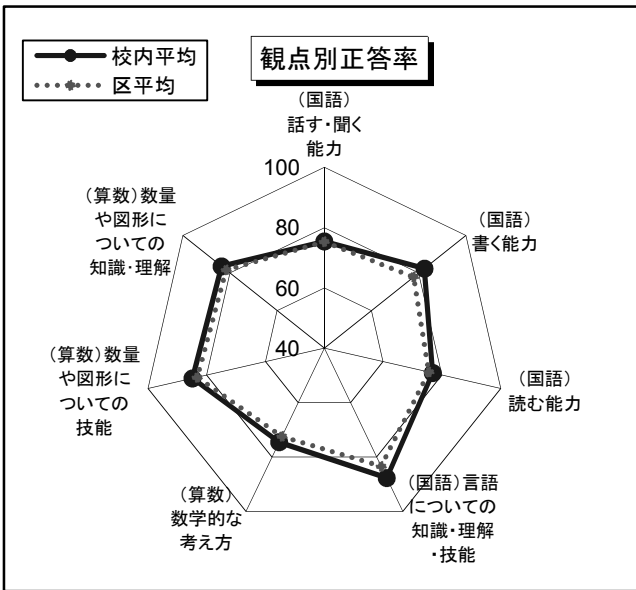 観点別正答率
校内平均
区平均
(国語)
話す・聞く
能力
(国語)
書く能力
(国語)
読む能力
(国語)言語
についての
知識・理解
・技能
(算数)
数学的な
考え方
(算数)数量
や図形に
ついての
技能
(算数)数量
や図形に
ついての
知識・理解
100
80
60
40